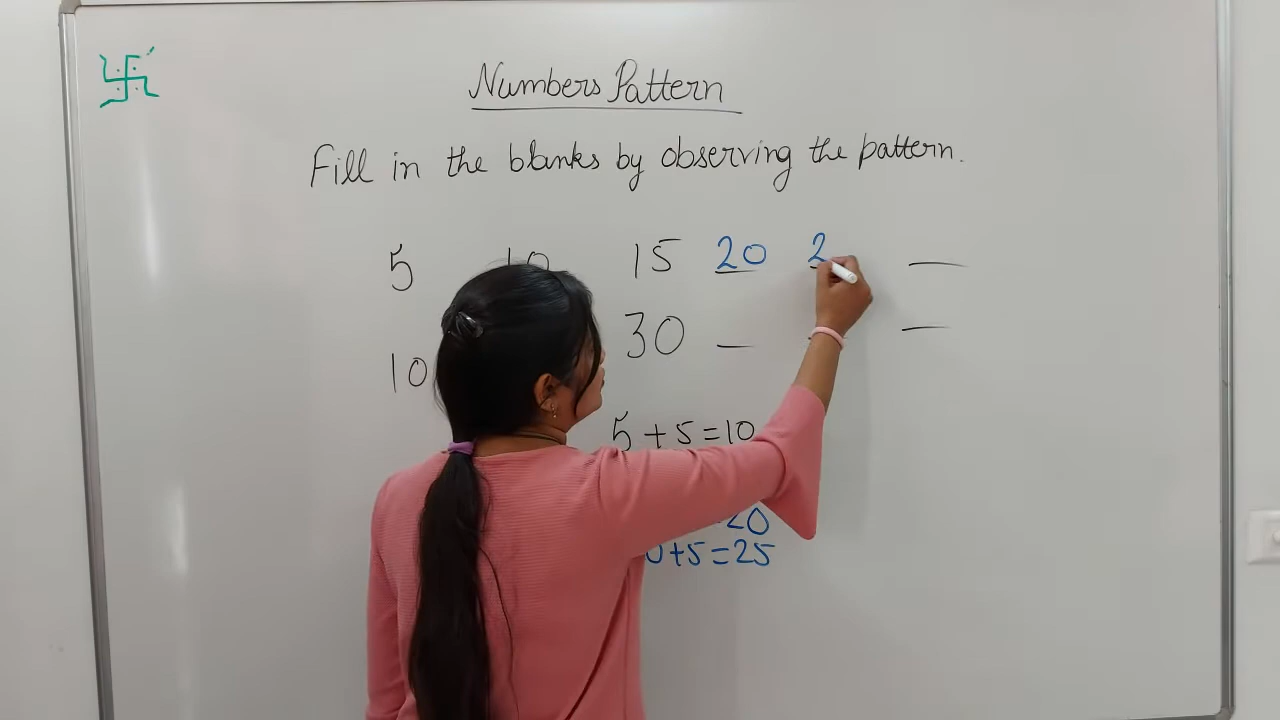 Numbers Pattern
Fill in the blanks by observing the pattern.
5 10 15 20 2
10 30
5+5=10
20
+5=25